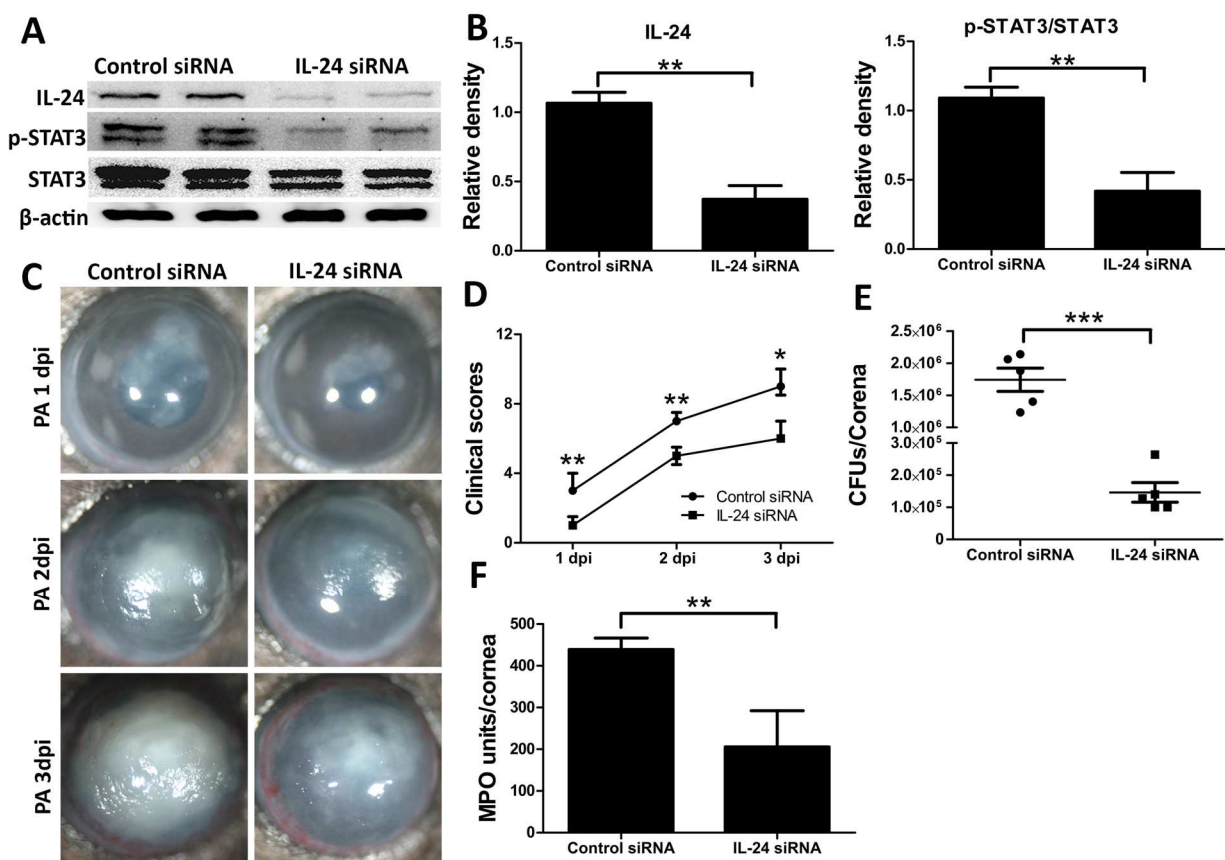 A
Control siRNA IL-24 siRNA
IL-24
p-STAT3
STAT3
β-actin
B
IL-24
Relative density
1.5
1.0
0.5
0.0
**
Control siRNA IL-24 siRNA
p-STAT3/STAT3
Relative density
1.5
1.0
0.5
0.0
**
Control siRNA IL-24 siRNA
C
Control siRNA IL-24 siRNA
PA 1 dpi
PA 2dpi
PA 3dpi
D
Clinical scores
12
8
4
0
**
**
*
Control siRNA
IL-24 siRNA
1 dpi 2 dpi 3 dpi
E
CFUs/Corena
2.5×10⁶
2.0×10⁶
1.5×10⁶
1.0×10⁶
3.0×10⁵
2.0×10⁵
1.0×10⁵
0
***
Control siRNA IL-24 siRNA
F
MPO units/cornea
500
400
300
200
100
0
**
Control siRNA IL-24 siRNA